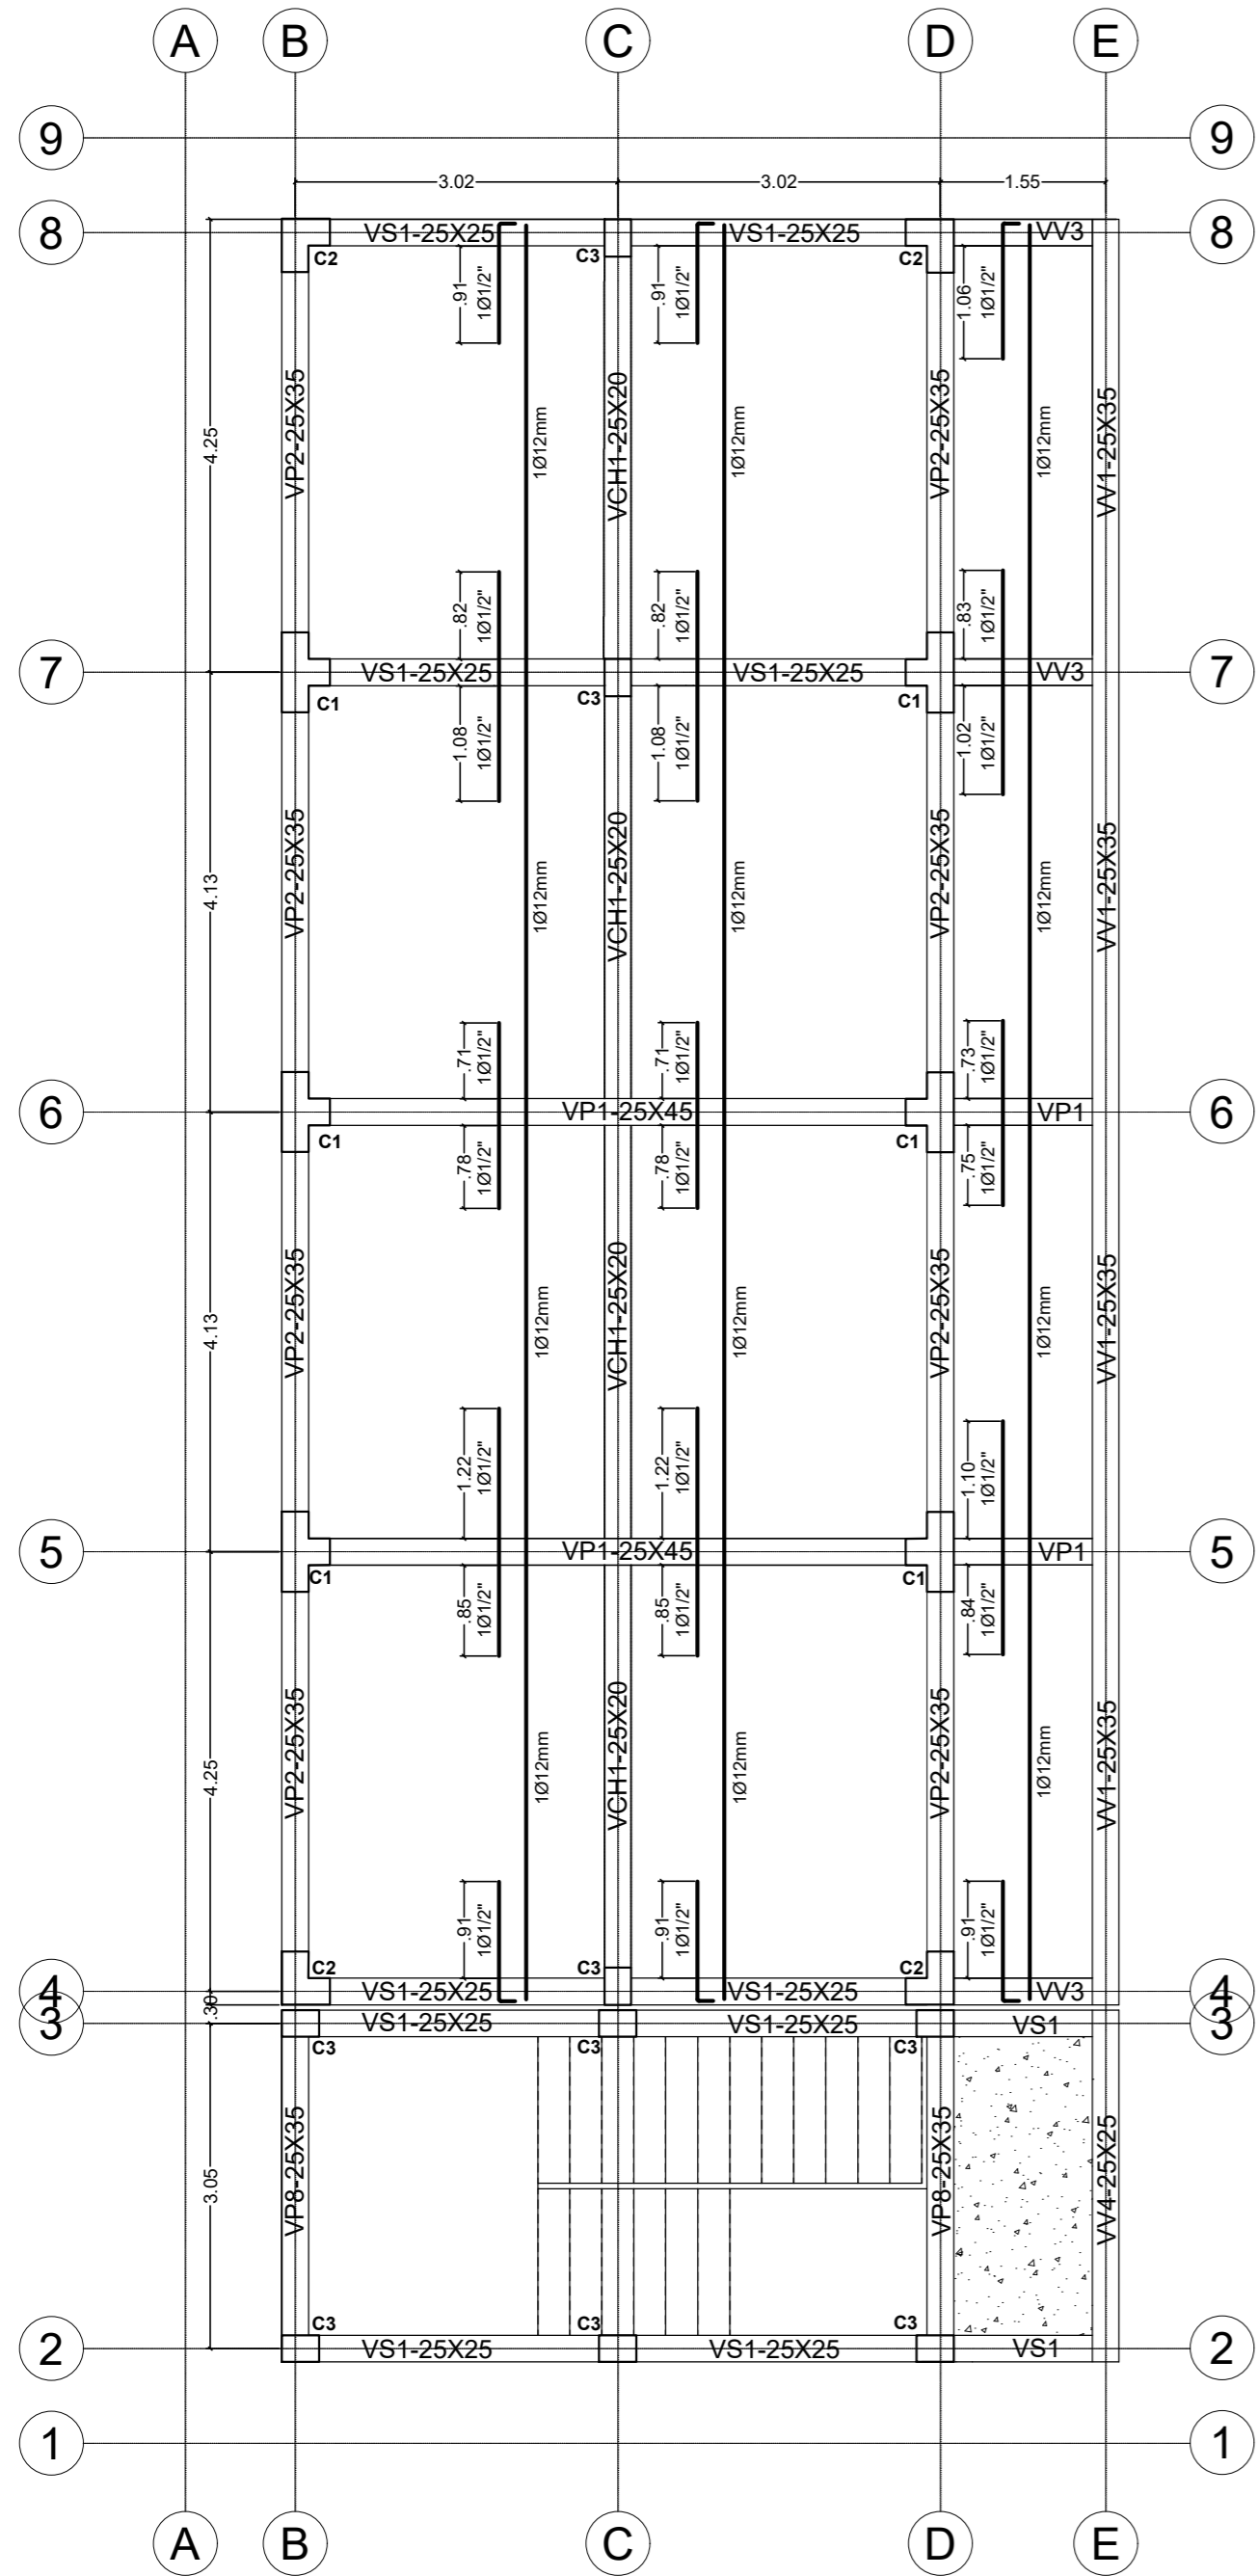 A B C D E
9 9
3.02 3.02 1.55
8 VS1-25X25 VS1-25X25 VV3 8
C2 C3 C2
.91 1Ø1/2" .91 1Ø1/2" 1.06 1Ø1/2"
4.25 VP2-25X35 1Ø12mm VCH1-25X20 1Ø12mm VP2-25X35 1Ø12mm VV1-25X35
.82 1Ø1/2" .82 1Ø1/2" .83 1Ø1/2"
7 VS1-25X25 VS1-25X25 VV3 7
C1 C3 C1
1.08 1Ø1/2" 1.08 1Ø1/2" 1.02 1Ø1/2"
4.13 VP2-25X35 1Ø12mm VCH1-25X20 1Ø12mm VP2-25X35 1Ø12mm VV1-25X35
.71 1Ø1/2" .71 1Ø1/2" .73 1Ø1/2"
6 VP1-25X45 VP1 6
C1 C1
.78 1Ø1/2" .78 1Ø1/2" .75 1Ø1/2"
4.13 VP2-25X35 1Ø12mm VCH1-25X20 1Ø12mm VP2-25X35 1Ø12mm VV1-25X35
1.22 1Ø1/2" 1.22 1Ø1/2" 1.10 1Ø1/2"
5 VP1-25X45 VP1 5
C1 C1
.85 1Ø1/2" .85 1Ø1/2" .84 1Ø1/2"
4.25 VP2-25X35 1Ø12mm VCH1-25X20 1Ø12mm VP2-25X35 1Ø12mm VV1-25X35
.91 1Ø1/2" .91 1Ø1/2" .91 1Ø1/2"
C2 C3 C2
4 VS1-25X25 VS1-25X25 VV3 4
.30
3 VS1-25X25 VS1-25X25 VS1 3
C3 C3 C3
3.05 VP8-25X35 VP8-25X35 VV4-25X25
C3 C3 C3
2 VS1-25X25 VS1-25X25 VS1 2
1 1
A B C D E